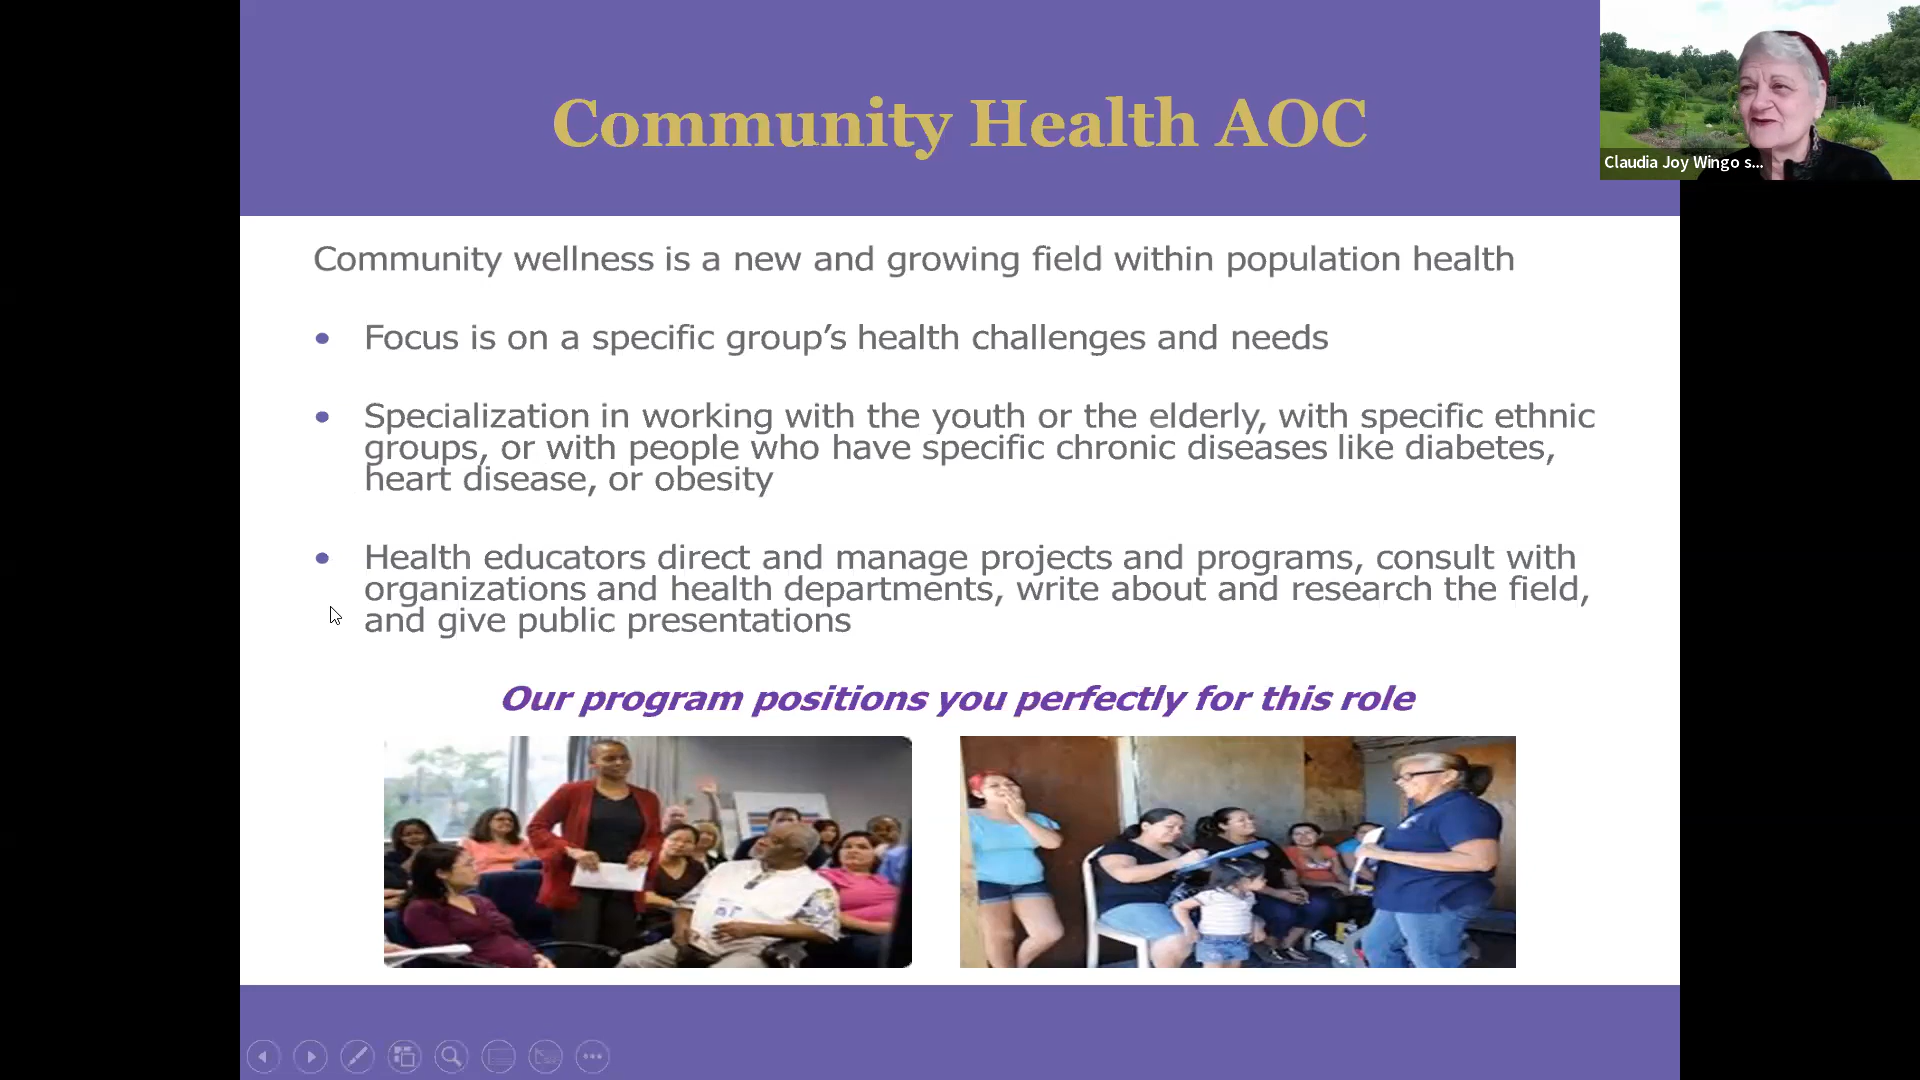 Community Health AOC
Claudia Joy Wingo s...
Community wellness is a new and growing field within population health
• Focus is on a specific group’s health challenges and needs
• Specialization in working with the youth or the elderly, with specific ethnic
groups, or with people who have specific chronic diseases like diabetes,
heart disease, or obesity
• Health educators direct and manage projects and programs, consult with
organizations and health departments, write about and research the field,
and give public presentations
Our program positions you perfectly for this role